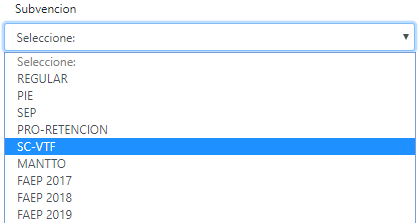 Subvencion
Seleccione:
Seleccione:
REGULAR
PIE
SEP
PRO-RETENCION
SC-VTF
MANTTO
FAEP 2017
FAEP 2018
FAEP 2019